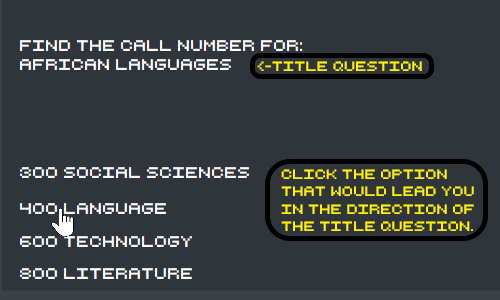 FIND THE CALL NUMBER FOR:
AFRICAN LANGUAGES
<-TITLE QUESTION
300 SOCIAL SCIENCES
400 LANGUAGE
600 TECHNOLOGY
800 LITERATURE
CLICK THE OPTION
THAT WOULD LEAD YOU
IN THE DIRECTION OF
THE TITLE QUESTION.